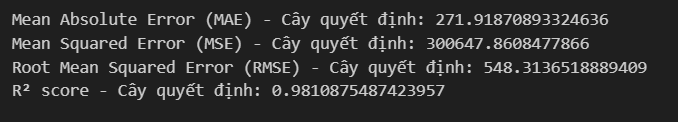 Mean Absolute Error (MAE) - Cây quyết định: 271.91870893324636
Mean Squared Error (MSE) - Cây quyết định: 300647.8608477866
Root Mean Squared Error (RMSE) - Cây quyết định: 548.3136518889409
R² score - Cây quyết định: 0.9810875487423957